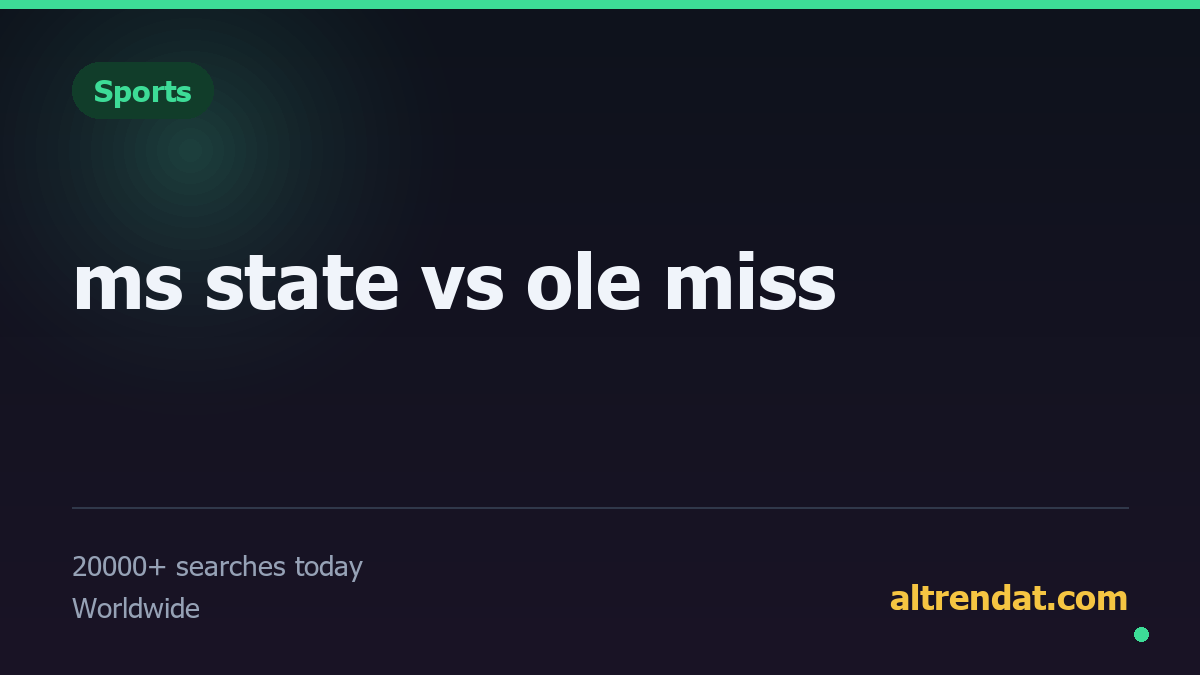 Sports
ms state vs ole miss
20000+ searches today
Worldwide
altrendat.com